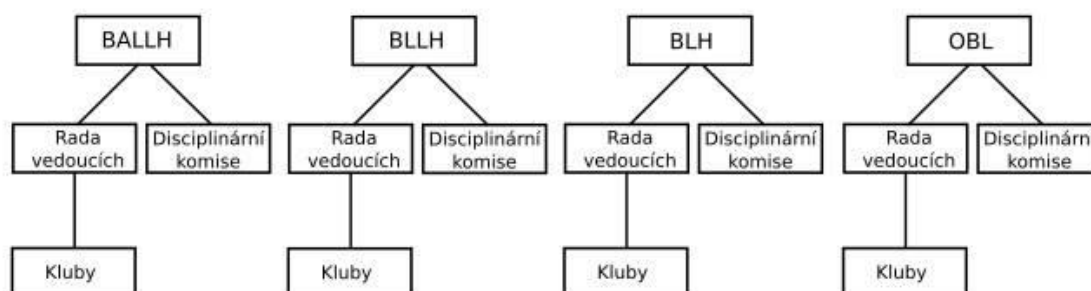 BALLH
BLLH
BLH
OBL
Rada
vedoucích
Disciplinární
komise
Rada
vedoucích
Disciplinární
komise
Rada
vedoucích
Disciplinární
komise
Rada
vedoucích
Disciplinární
komise
Kluby
Kluby
Kluby
Kluby